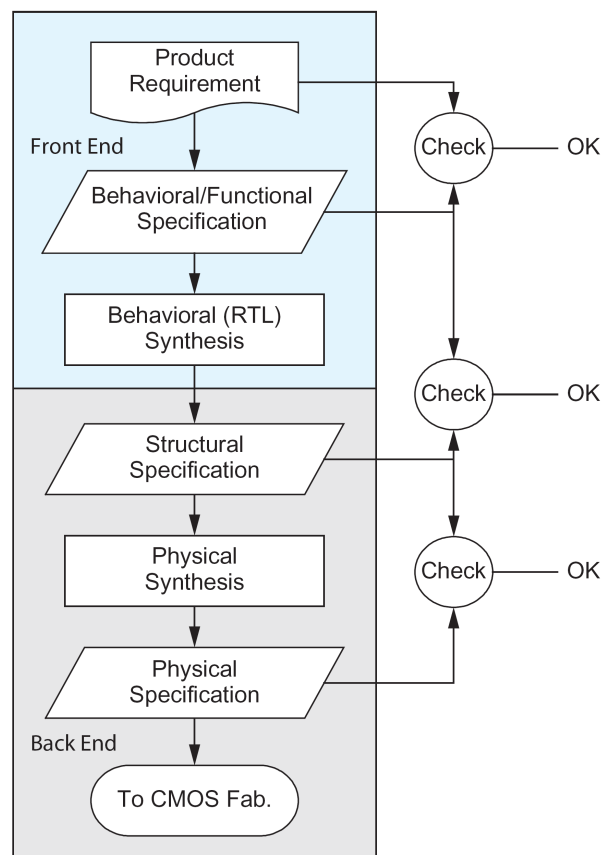 Product
Requirement
Check
OK
Front End
Behavioral/Functional
Specification
Behavioral (RTL)
Synthesis
Check
OK
Structural
Specification
Physical
Synthesis
Check
OK
Physical
Specification
Back End
To CMOS Fab.